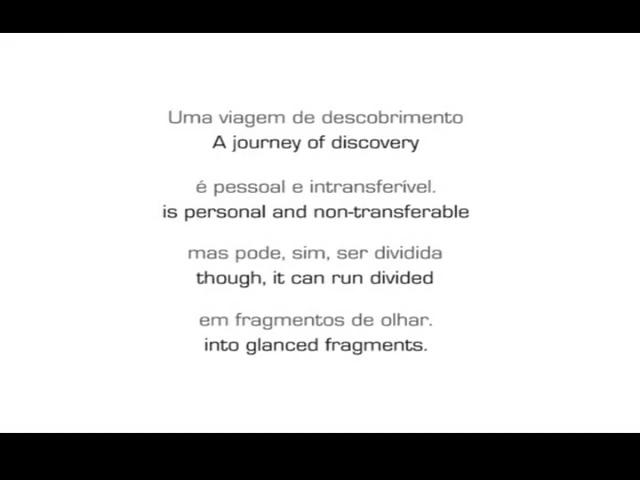 Uma viagem de descobrimento
A journey of discovery
é pessoal e intransferível.
is personal and non-transferable
mas pode, sim, ser dividida
though, it can run divided
em fragmentos de olhar.
into glanced fragments.